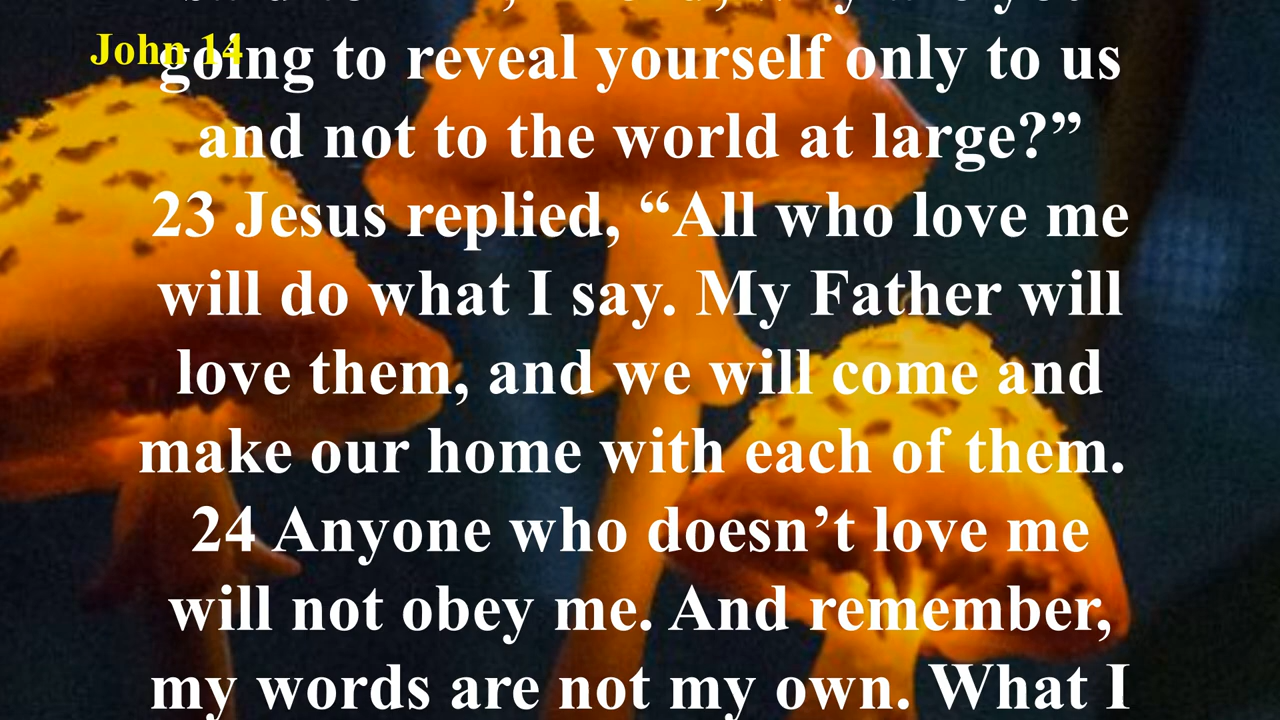 John 14
going to reveal yourself only to us
and not to the world at large?”
23 Jesus replied, “All who love me
will do what I say. My Father will
love them, and we will come and
make our home with each of them.
24 Anyone who doesn’t love me
will not obey me. And remember,
my words are not my own. What I